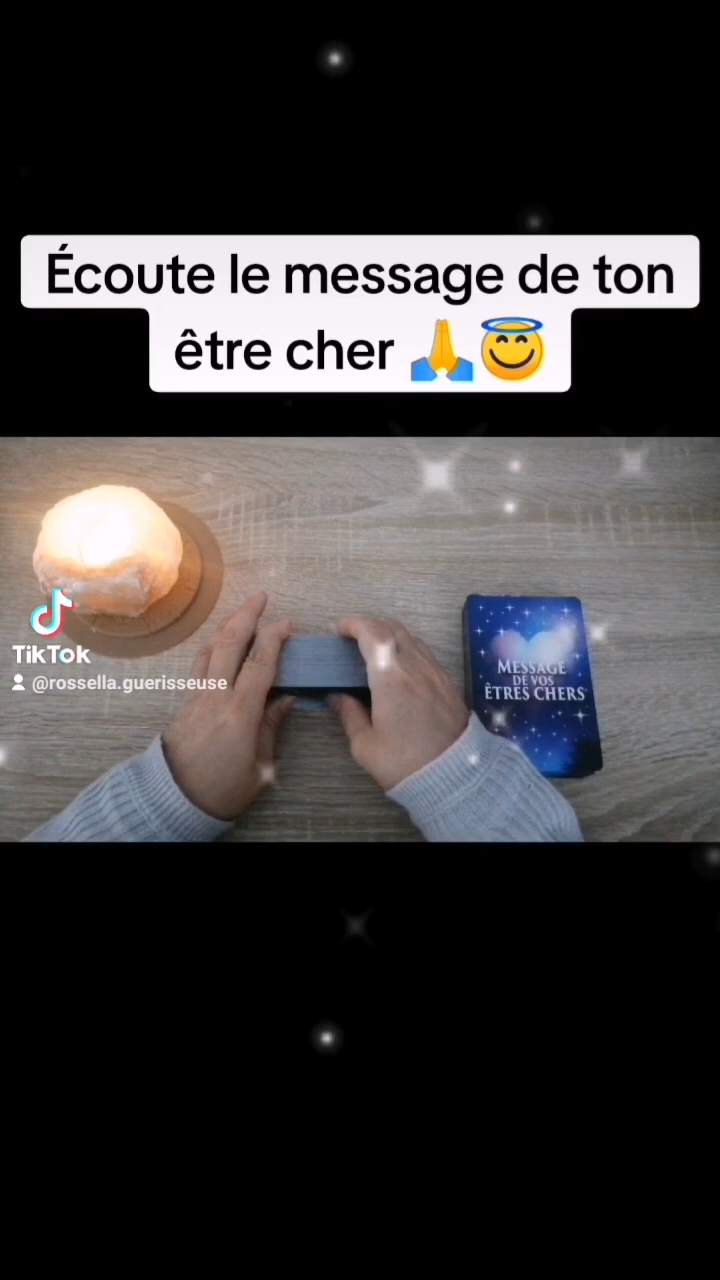 Écoute le message de ton
être cher 🙏😇
TikTok
@rossella.guerisseuse
MESSAGE
DE VOS
ÊTRES CHERS